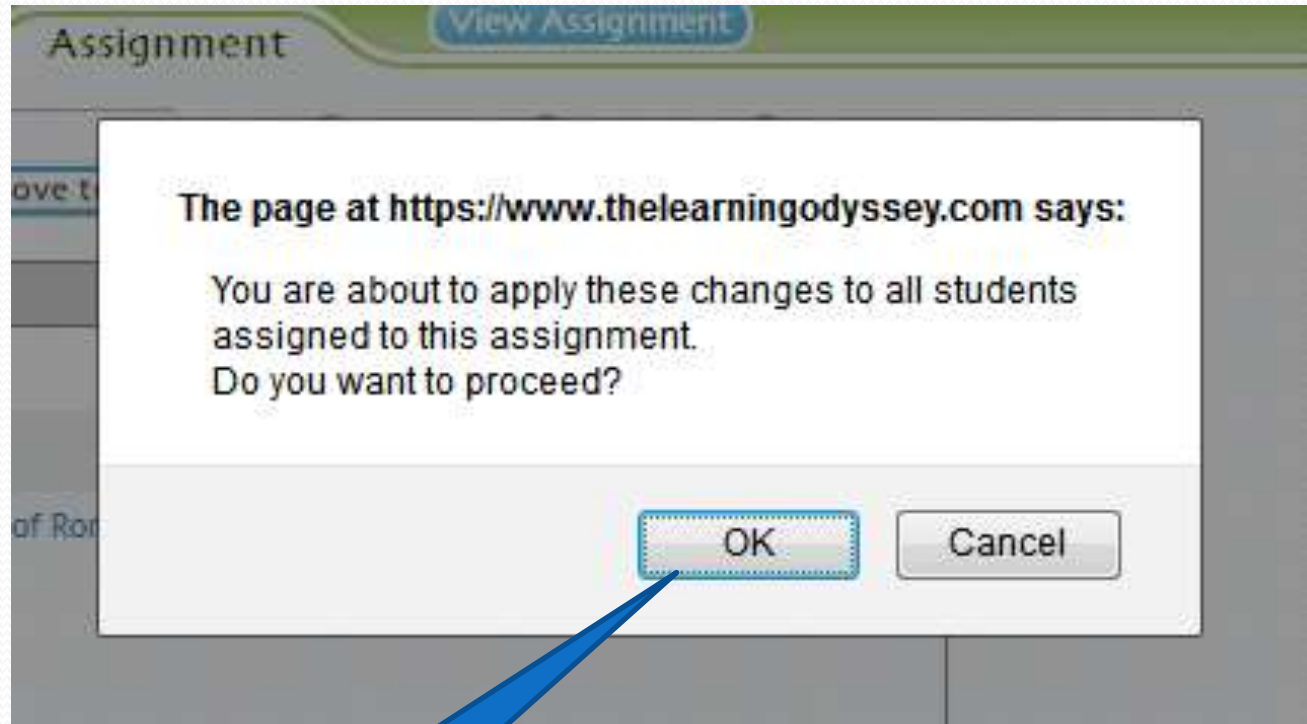 View Assignment
Assignment
ove t
The page at https://www.thelearningodyssey.com says:
You are about to apply these changes to all students
assigned to this assignment.
Do you want to proceed?
of Ror
OK Cancel